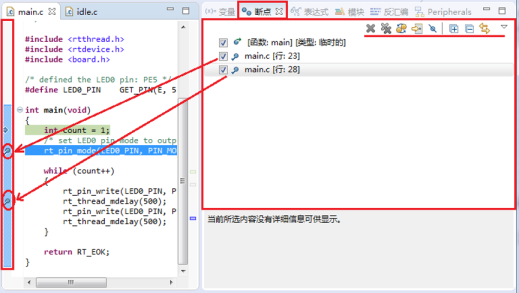 main.c idle.c
#include <rtthread.h>
#include <rtdevice.h>
#include <board.h>
/* defined the LED0 pin: PE5 */
#define LED0_PIN GET_PIN(E, 5
int main(void)
{
int count = 1;
/* set LED0 pin mode to outp
rt_pin_mode(LED0_PIN, PIN_MO
while (count++)
{
rt_pin_write(LED0_PIN, P
rt_thread_mdelay(500);
rt_pin_write(LED0_PIN, P
rt_thread_mdelay(500);
}
return RT_EOK;
}
(x)= 变量 断点 表达式 模块 反汇编 Peripherals
[函数: main] [类型: 临时的]
main.c [行: 23]
main.c [行: 28]
当前所选内容没有详细信息可供显示。